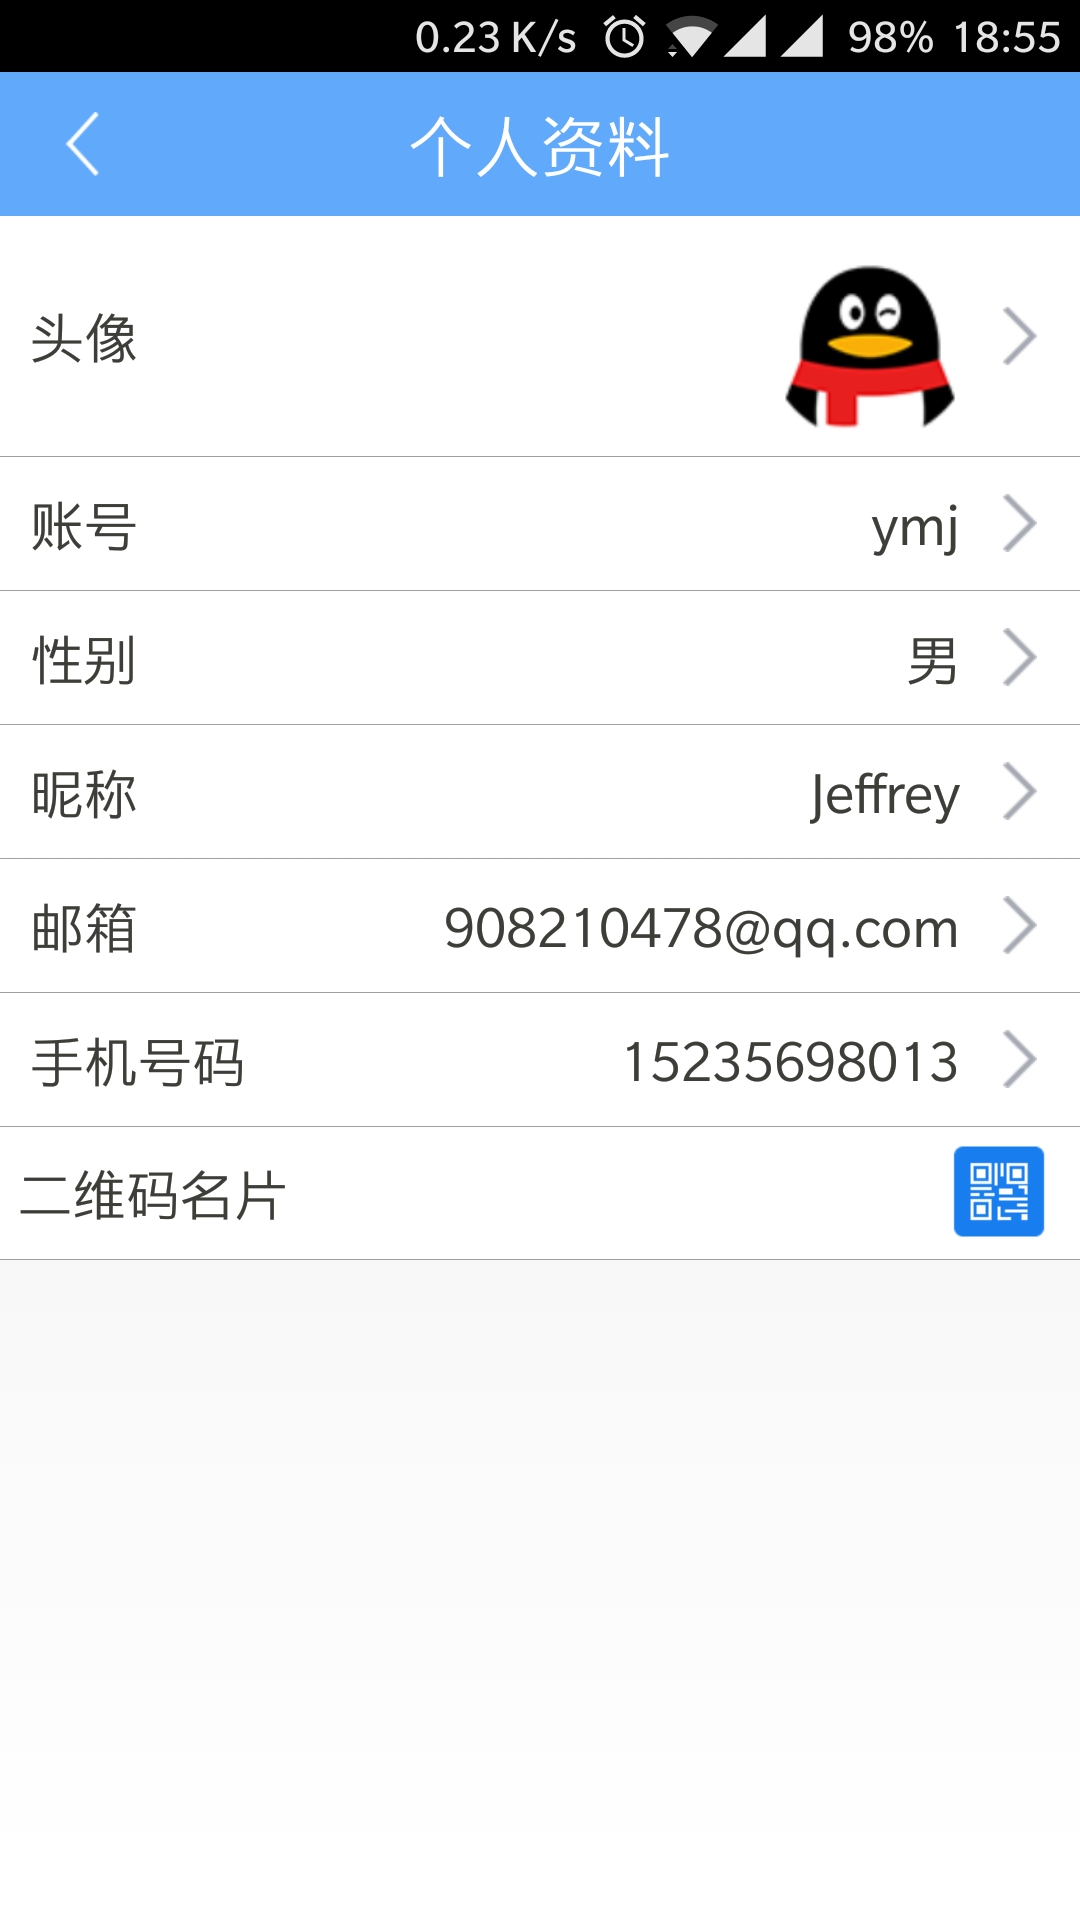 0.23 K/s 98% 18:55
个人资料
头像
账号 ymj
性别 男
昵称 Jeffrey
邮箱 908210478@qq.com
手机号码 15235698013
二维码名片